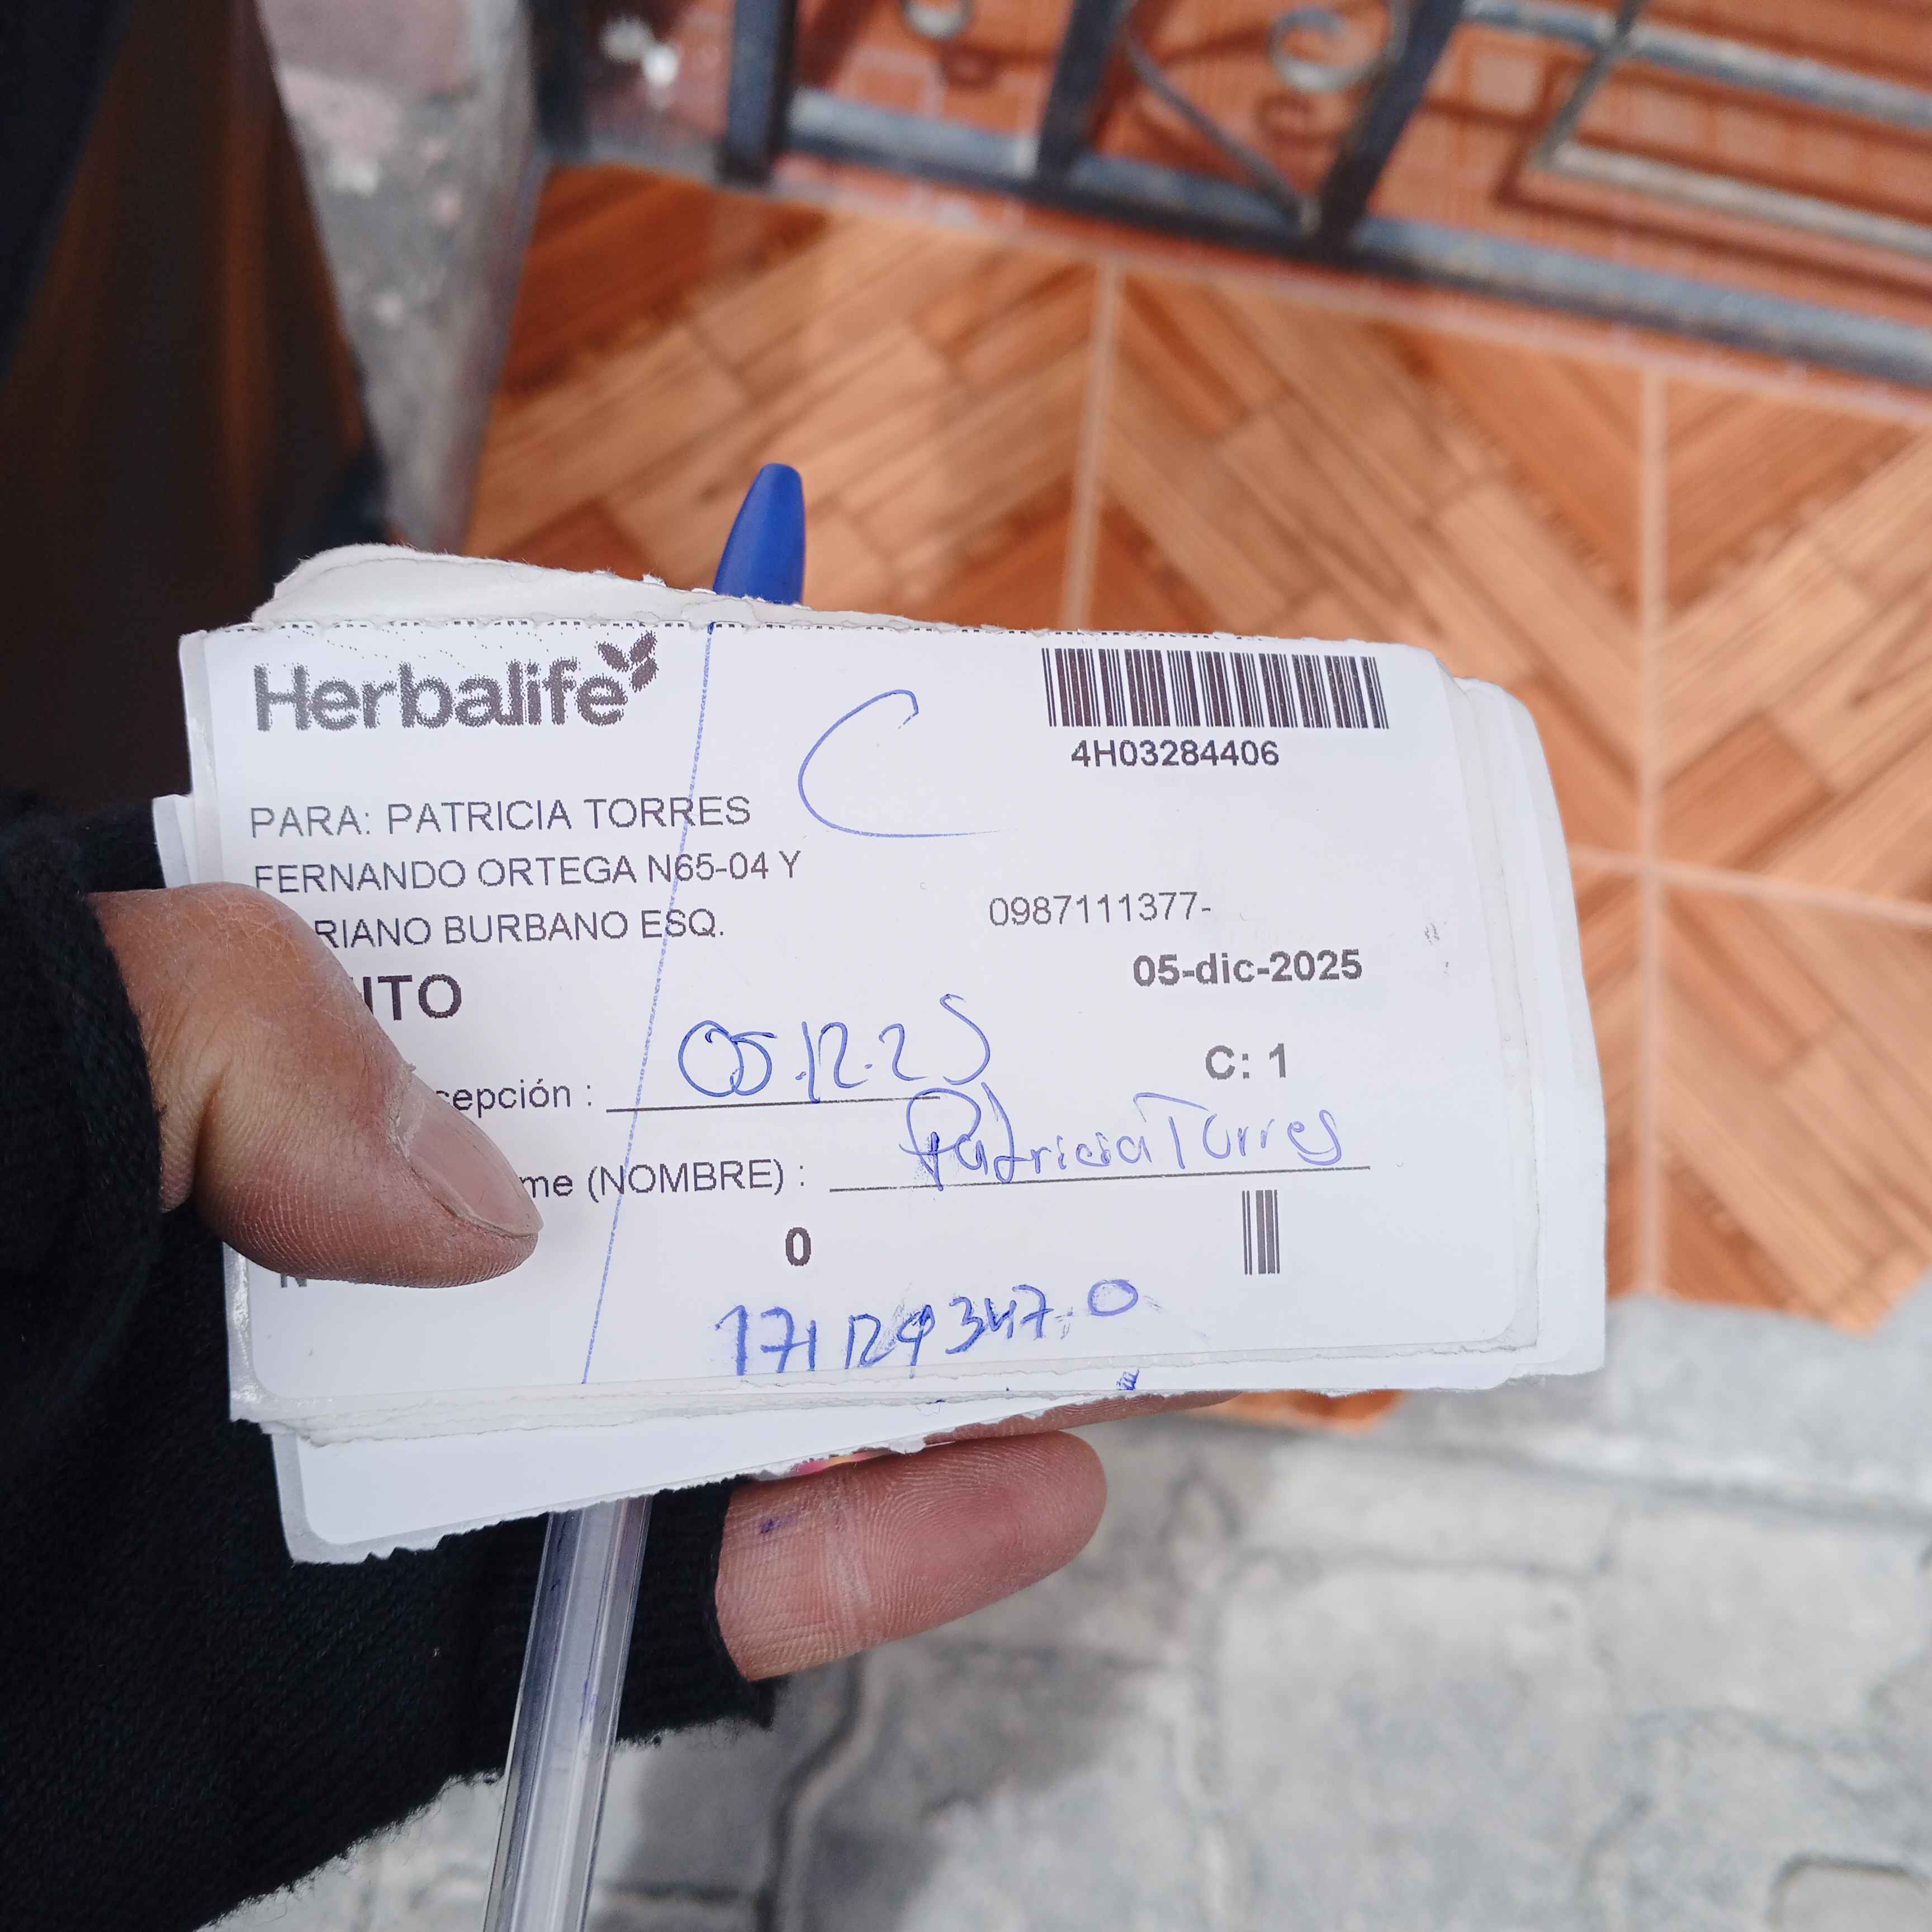 Herbalife
4H03284406
PARA: PATRICIA TORRES
FERNANDO ORTEGA N65-04 Y
RIANO BURBANO ESQ.
0987111377-
ITO
05-dic-2025
cepción : 05.12.25
C: 1
me (NOMBRE) : Patricia Torres
0
C